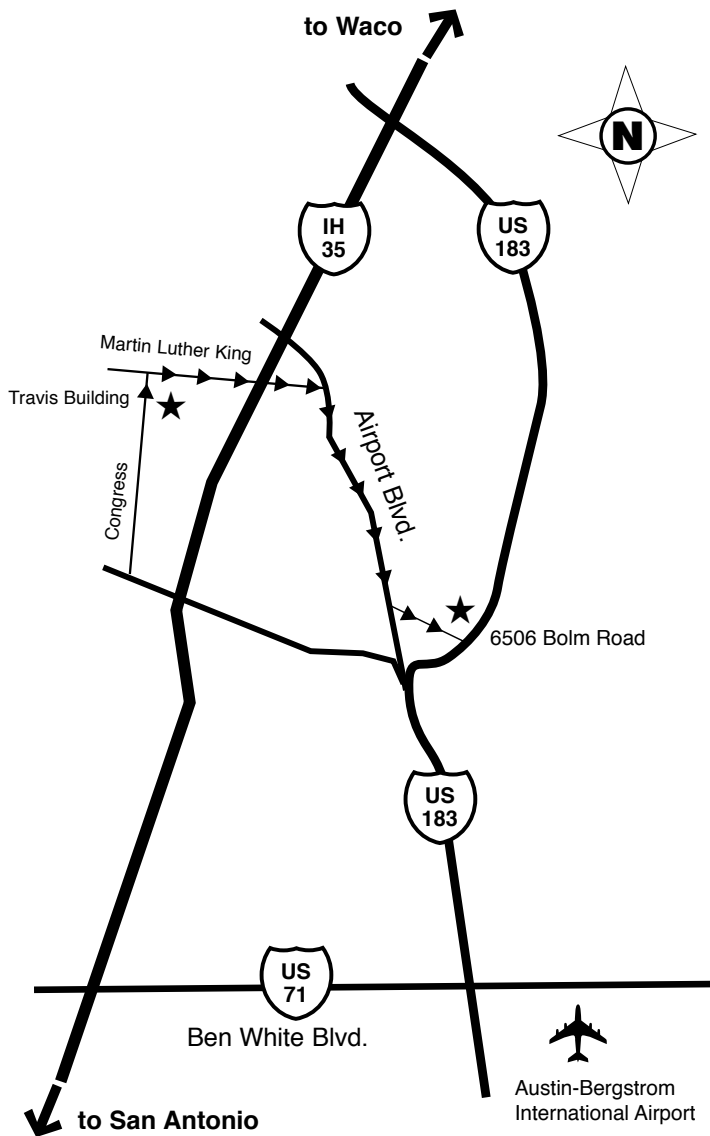 to Waco
N
IH
35
US
183
Martin Luther King
Travis Building
Airport Blvd.
Congress
6506 Bolm Road
US
183
US
71
Ben White Blvd.
Austin-Bergstrom
International Airport
to San Antonio